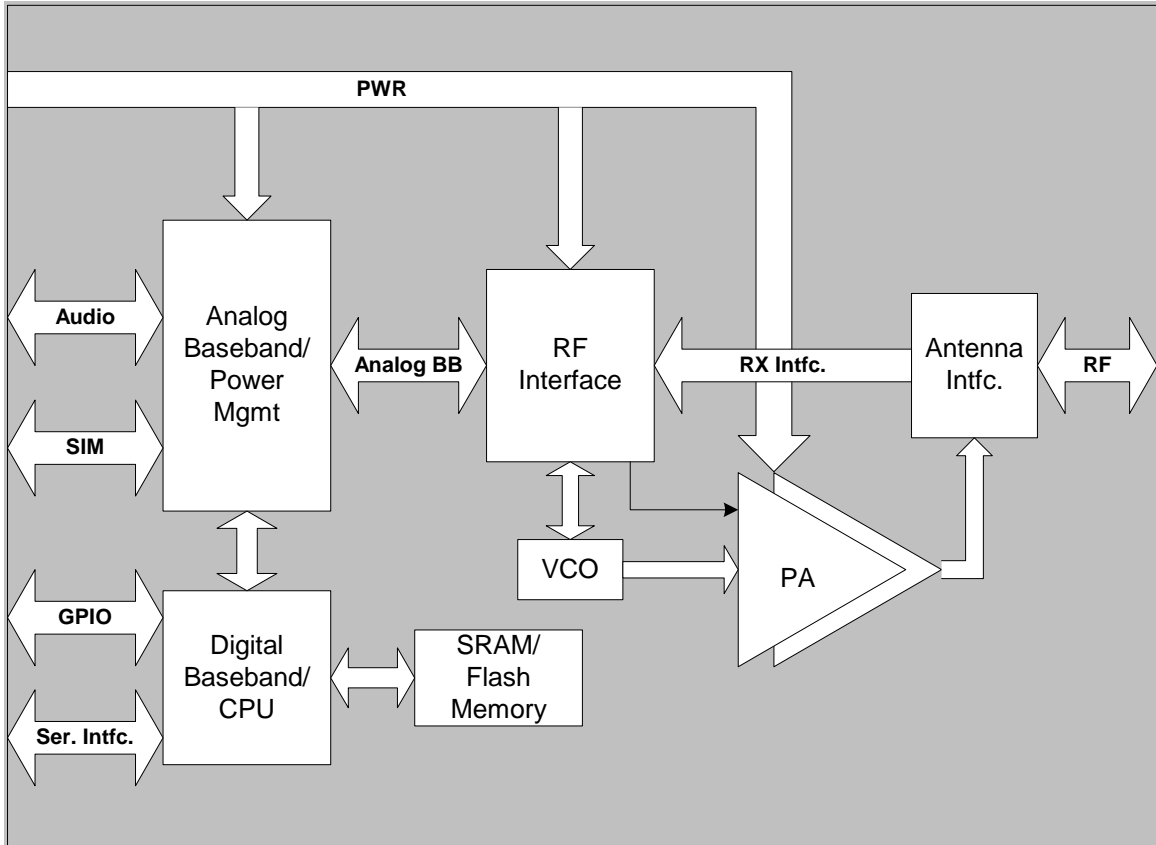 PWR
Audio
Analog
Baseband/
Power
Mgmt
SIM
Analog BB
RF
Interface
RX Intfc.
Antenna
Intfc.
RF
VCO
PA
GPIO
Digital
Baseband/
CPU
Ser. Intfc.
SRAM/
Flash
Memory